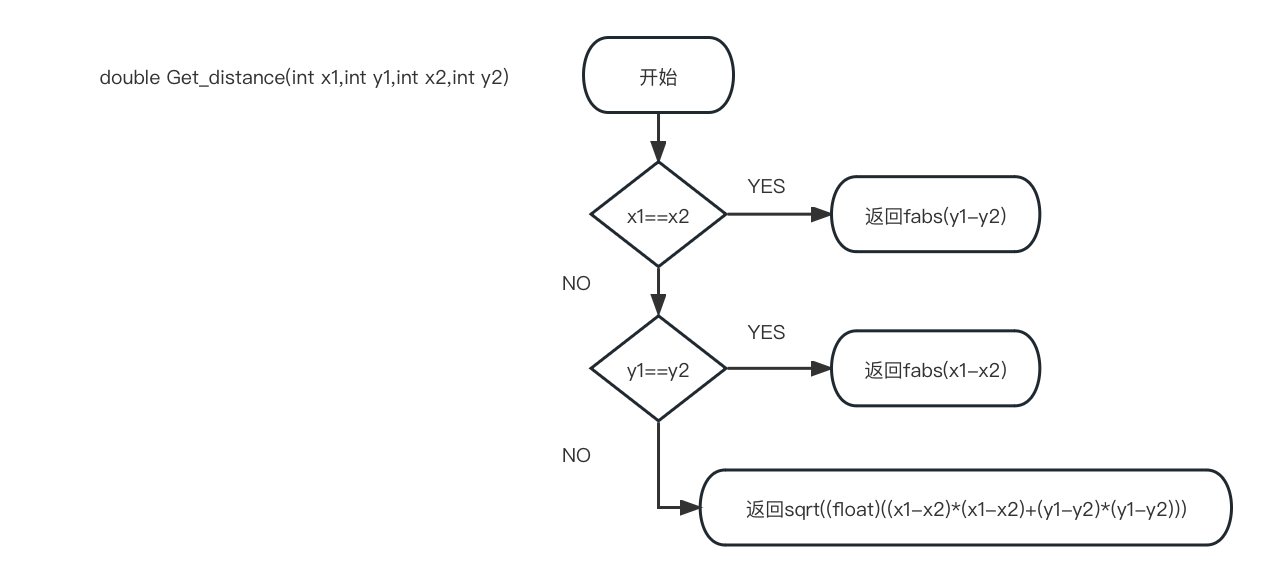 double Get_distance(int x1,int y1,int x2,int y2)
开始
YES
x1==x2
返回fabs(y1-y2)
NO
YES
y1==y2
返回fabs(x1-x2)
NO
返回sqrt((float)((x1-x2)*(x1-x2)+(y1-y2)*(y1-y2)))